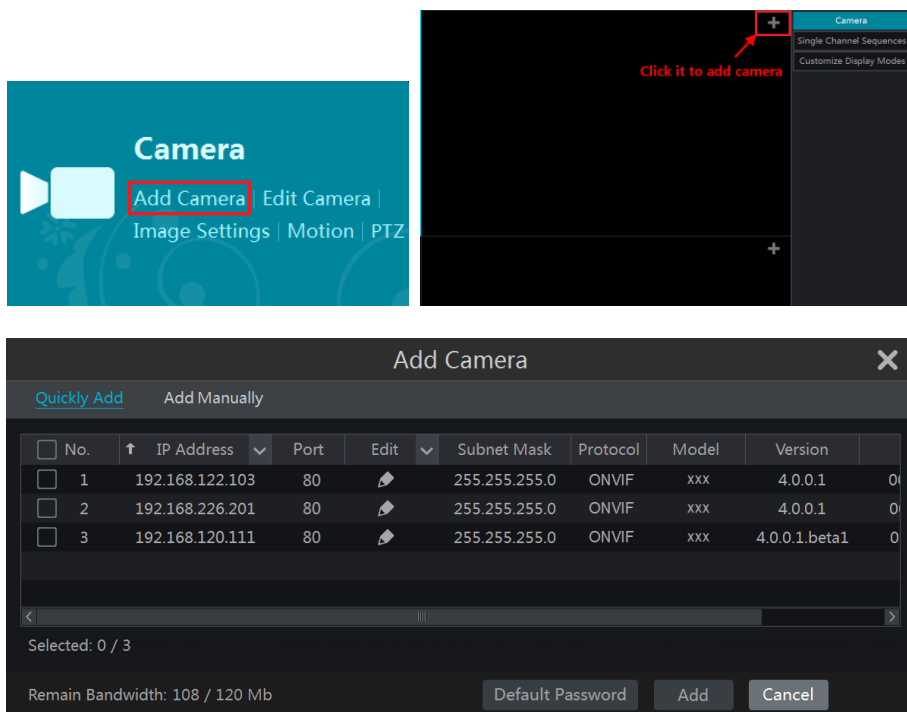 Camera
Add Camera | Edit Camera |
Image Settings | Motion | PTZ
Click it to add camera
Camera
Single Channel Sequences
Customize Display Modes
Add Camera
Quickly Add Add Manually
No. IP Address Port Edit Subnet Mask Protocol Model Version
1 192.168.122.103 80 255.255.255.0 ONVIF xxx 4.0.0.1
2 192.168.226.201 80 255.255.255.0 ONVIF xxx 4.0.0.1
3 192.168.120.111 80 255.255.255.0 ONVIF xxx 4.0.0.1.beta1
Selected: 0 / 3
Remain Bandwidth: 108 / 120 Mb Default Password Add Cancel